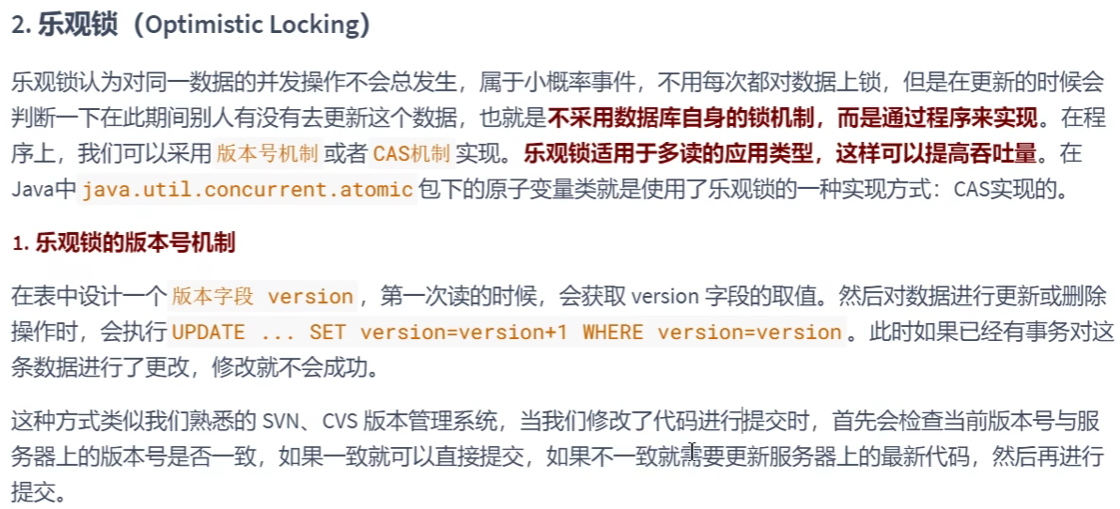 2. 乐观锁（Optimistic Locking）
乐观锁认为对同一数据的并发操作不会总发生，属于小概率事件，不用每次都对数据上锁，但是在更新的时候会
判断一下在此期间别人有没有去更新这个数据，也就是不采用数据库自身的锁机制，而是通过程序来实现。在程
序上，我们可以采用 版本号机制 或者 CAS机制 实现。乐观锁适用于多读的应用类型，这样可以提高吞吐量。在
Java中 java.util.concurrent.atomic 包下的原子变量类就是使用了乐观锁的一种实现方式：CAS实现的。
1. 乐观锁的版本号机制
在表中设计一个 版本字段 version ，第一次读的时候，会获取 version 字段的取值。然后对数据进行更新或删除
操作时，会执行 UPDATE ... SET version=version+1 WHERE version=version 。此时如果已经有事务对这
条数据进行了更改，修改就不会成功。
这种方式类似我们熟悉的 SVN、CVS 版本管理系统，当我们修改了代码进行提交时，首先会检查当前版本号与服
务器上的版本号是否一致，如果一致就可以直接提交，如果不一致就需要更新服务器上的最新代码，然后再进行
提交。